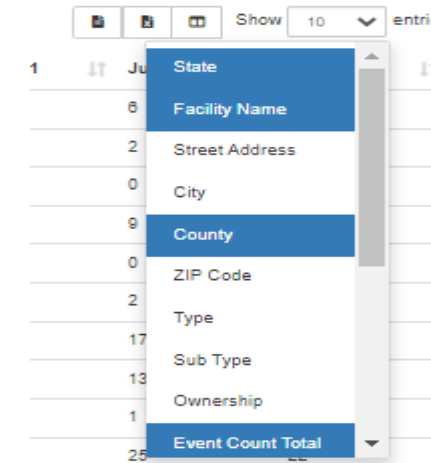 Show 10 entri
1 Ju
State
6
Facility Name
2
Street Address
0
City
9
County
0
ZIP Code
2
Type
17
Sub Type
13
Ownership
1
Event Count Total
25